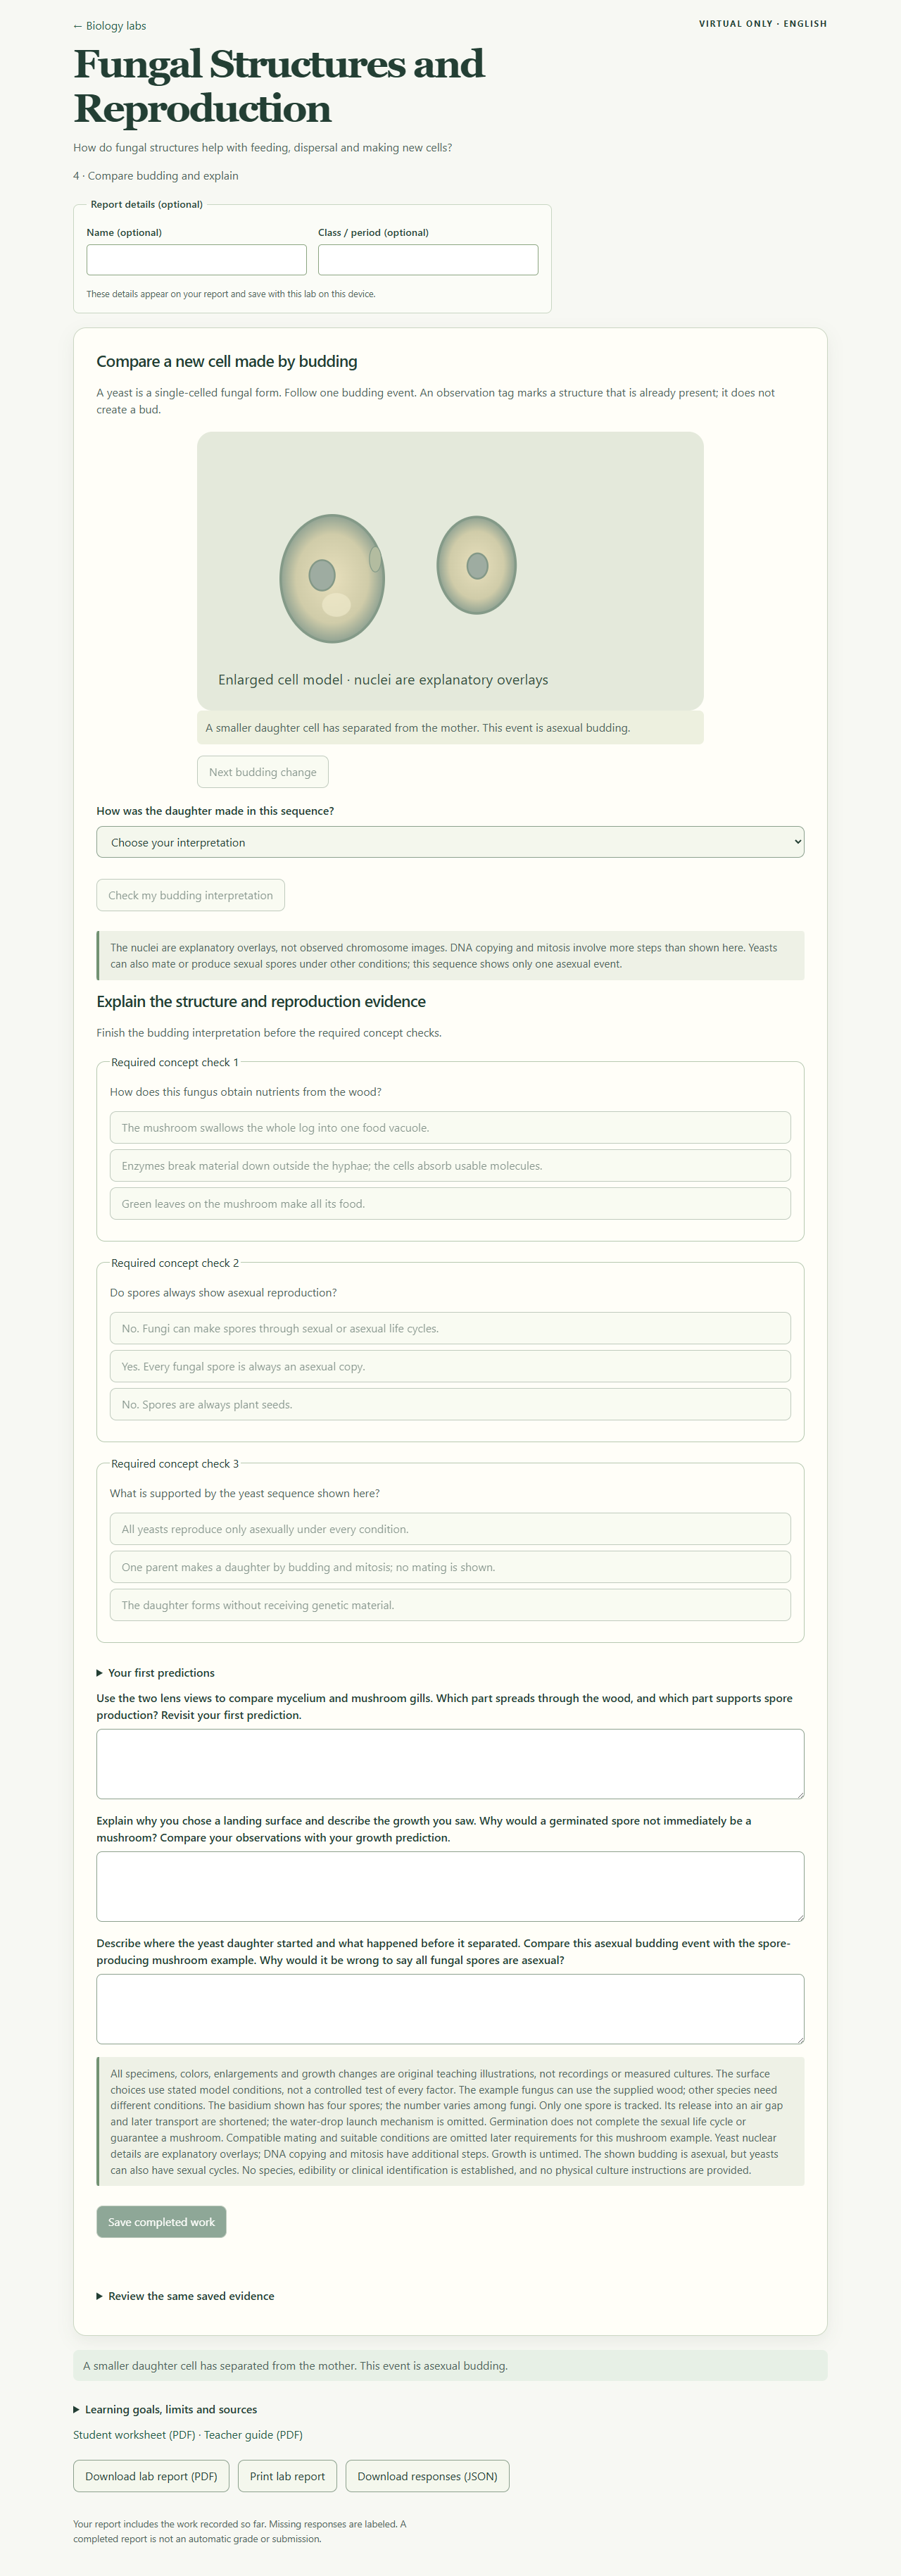 ← Biology labs
VIRTUAL ONLY · ENGLISH
Fungal Structures and
Reproduction
How do fungal structures help with feeding, dispersal and making new cells?
4 · Compare budding and explain
Report details (optional)
Name (optional)
Class / period (optional)
These details appear on your report and save with this lab on this device.
Compare a new cell made by budding
A yeast is a single-celled fungal form. Follow one budding event. An observation tag marks a structure that is already present; it does not
create a bud.
Enlarged cell model · nuclei are explanatory overlays
A smaller daughter cell has separated from the mother. This event is asexual budding.
Next budding change
How was the daughter made in this sequence?
Choose your interpretation
Check my budding interpretation
The nuclei are explanatory overlays, not observed chromosome images. DNA copying and mitosis involve more steps than shown here. Yeasts
can also mate or produce sexual spores under other conditions; this sequence shows only one asexual event.
Explain the structure and reproduction evidence
Finish the budding interpretation before the required concept checks.
Required concept check 1
How does this fungus obtain nutrients from the wood?
The mushroom swallows the whole log into one food vacuole.
Enzymes break material down outside the hyphae; the cells absorb usable molecules.
Green leaves on the mushroom make all its food.
Required concept check 2
Do spores always show asexual reproduction?
No. Fungi can make spores through sexual or asexual life cycles.
Yes. Every fungal spore is always an asexual copy.
No. Spores are always plant seeds.
Required concept check 3
What is supported by the yeast sequence shown here?
All yeasts reproduce only asexually under every condition.
One parent makes a daughter by budding and mitosis; no mating is shown.
The daughter forms without receiving genetic material.
▶ Your first predictions
Use the two lens views to compare mycelium and mushroom gills. Which part spreads through the wood, and which part supports spore
production? Revisit your first prediction.
Explain why you chose a landing surface and describe the growth you saw. Why would a germinated spore not immediately be a
mushroom? Compare your observations with your growth prediction.
Describe where the yeast daughter started and what happened before it separated. Compare this asexual budding event with the spore-
producing mushroom example. Why would it be wrong to say all fungal spores are asexual?
All specimens, colors, enlargements and growth changes are original teaching illustrations, not recordings or measured cultures. The surface
choices use stated model conditions, not a controlled test of every factor. The example fungus can use the supplied wood; other species need
different conditions. The basidium shown has four spores; the number varies among fungi. Only one spore is tracked. Its release into an air gap
and later transport are shortened; the water-drop launch mechanism is omitted. Germination does not complete the sexual life cycle or
guarantee a mushroom. Compatible mating and suitable conditions are omitted later requirements for this mushroom example. Yeast nuclear
details are explanatory overlays; DNA copying and mitosis have additional steps. Growth is untimed. The shown budding is asexual, but yeasts
can also have sexual cycles. No species, edibility or clinical identification is established, and no physical culture instructions are provided.
Save completed work
▶ Review the same saved evidence
A smaller daughter cell has separated from the mother. This event is asexual budding.
▶ Learning goals, limits and sources
Student worksheet (PDF) · Teacher guide (PDF)
Download lab report (PDF)
Print lab report
Download responses (JSON)
Your report includes the work recorded so far. Missing responses are labeled. A
completed report is not an automatic grade or submission.